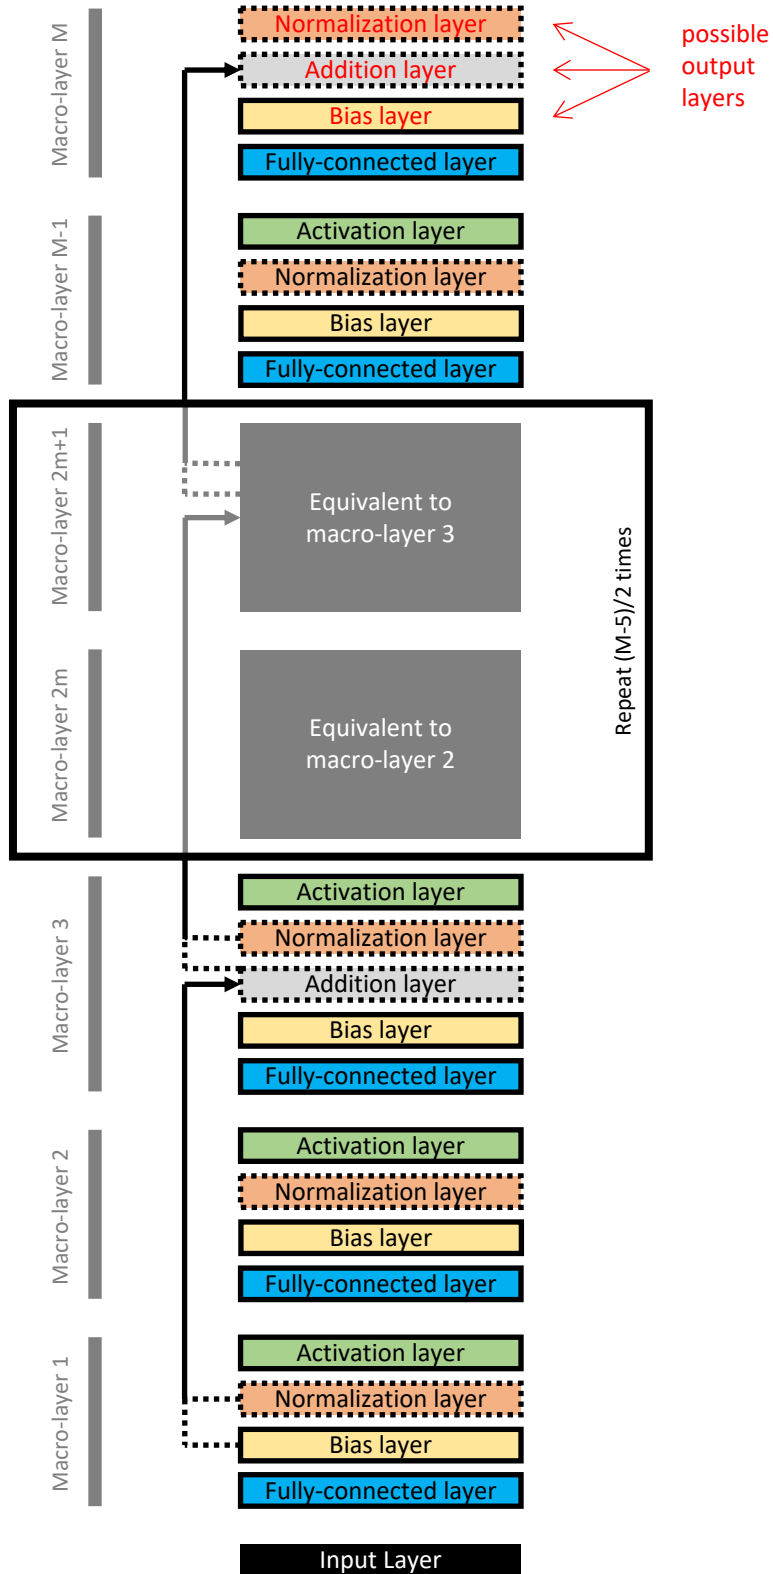 Macro-layer M
Normalization layer
Addition layer
Bias layer
Fully-connected layer
possible
output
layers
Macro-layer M-1
Activation layer
Normalization layer
Bias layer
Fully-connected layer
Macro-layer 2m+1
Equivalent to
macro-layer 3
Repeat (M-5)/2 times
Macro-layer 2m
Equivalent to
macro-layer 2
Macro-layer 3
Activation layer
Normalization layer
Addition layer
Bias layer
Fully-connected layer
Macro-layer 2
Activation layer
Normalization layer
Bias layer
Fully-connected layer
Macro-layer 1
Activation layer
Normalization layer
Bias layer
Fully-connected layer
Input Layer